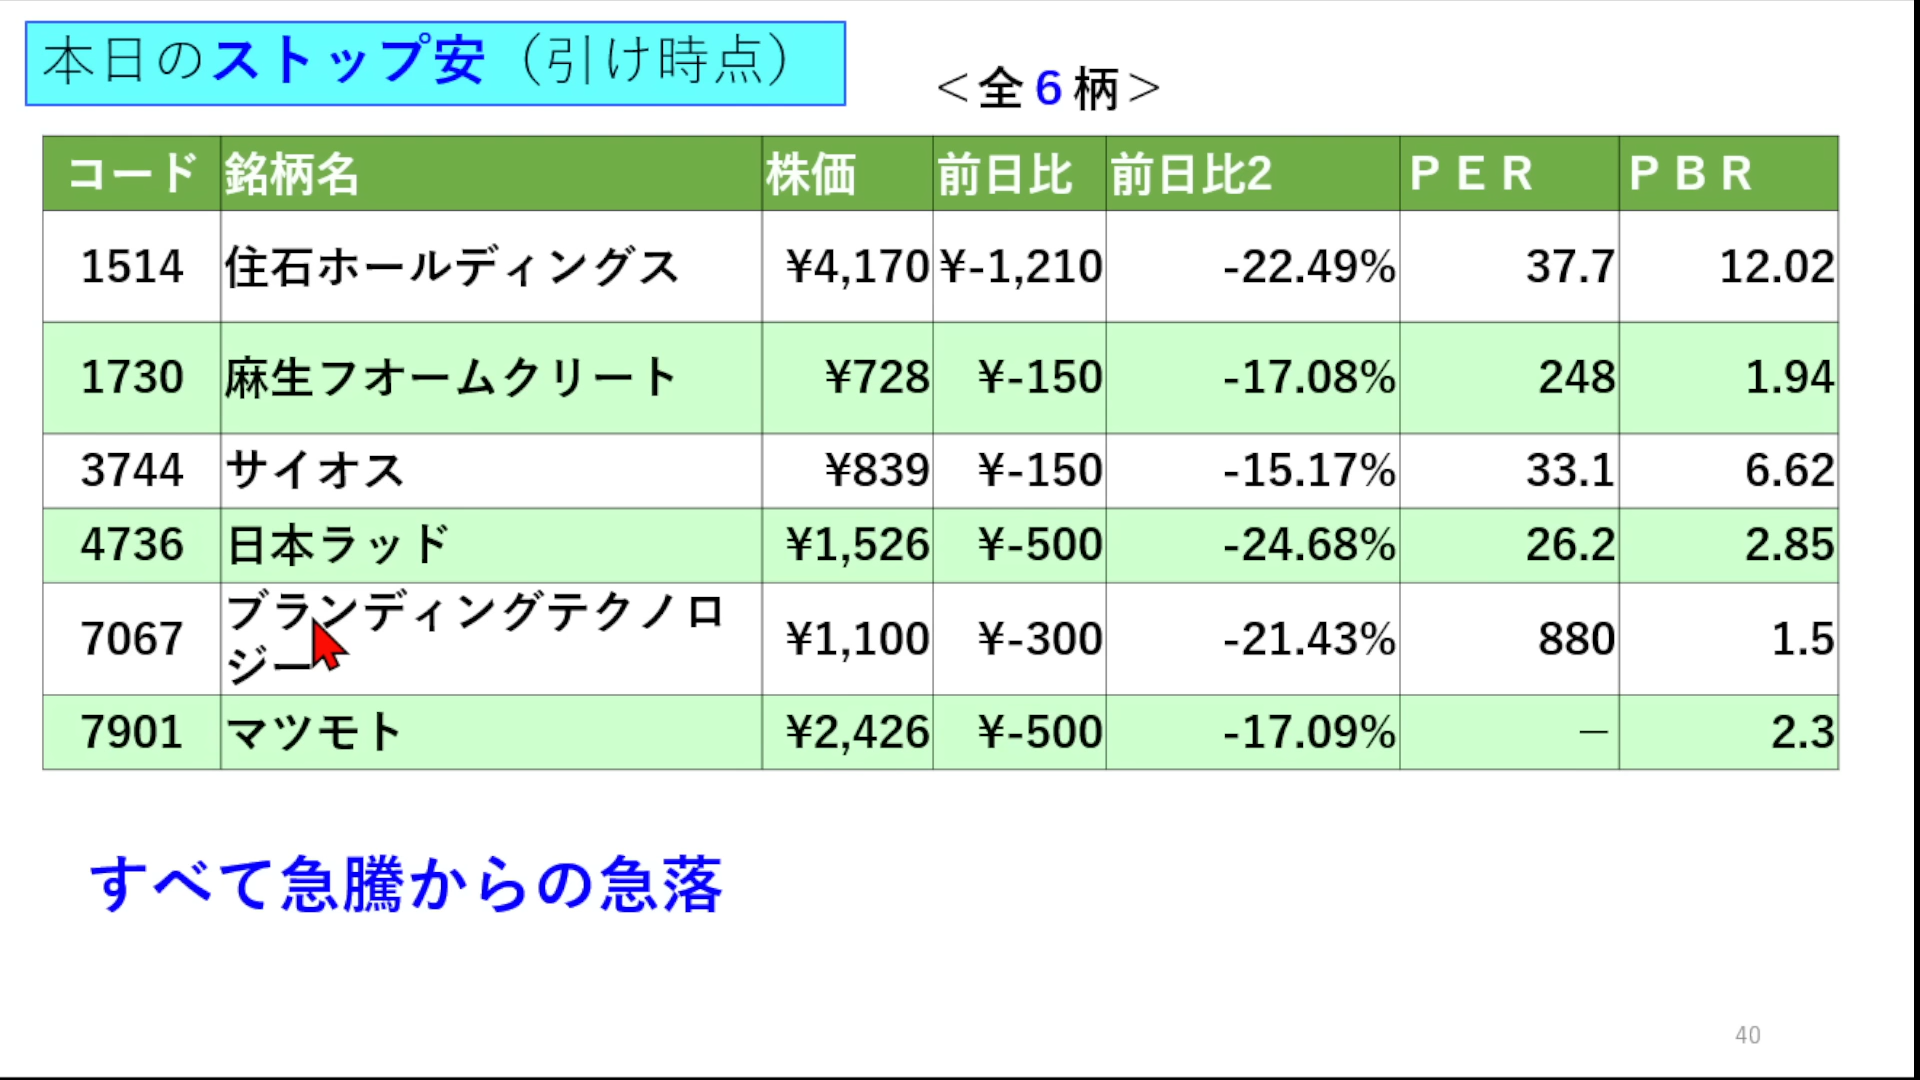 本日のストップ安（引け時点）
＜全６柄＞
コード 銘柄名 株価 前日比 前日比2 ＰＥＲ ＰＢＲ
1514 住石ホールディングス ¥4,170 ¥-1,210 -22.49% 37.7 12.02
1730 麻生フオームクリート ¥728 ¥-150 -17.08% 248 1.94
3744 サイオス ¥839 ¥-150 -15.17% 33.1 6.62
4736 日本ラッド ¥1,526 ¥-500 -24.68% 26.2 2.85
7067 ブランディングテクノロ ¥1,100 ¥-300 -21.43% 880 1.5
ジー
7901 マツモト ¥2,426 ¥-500 -17.09% － 2.3
すべて急騰からの急落
40